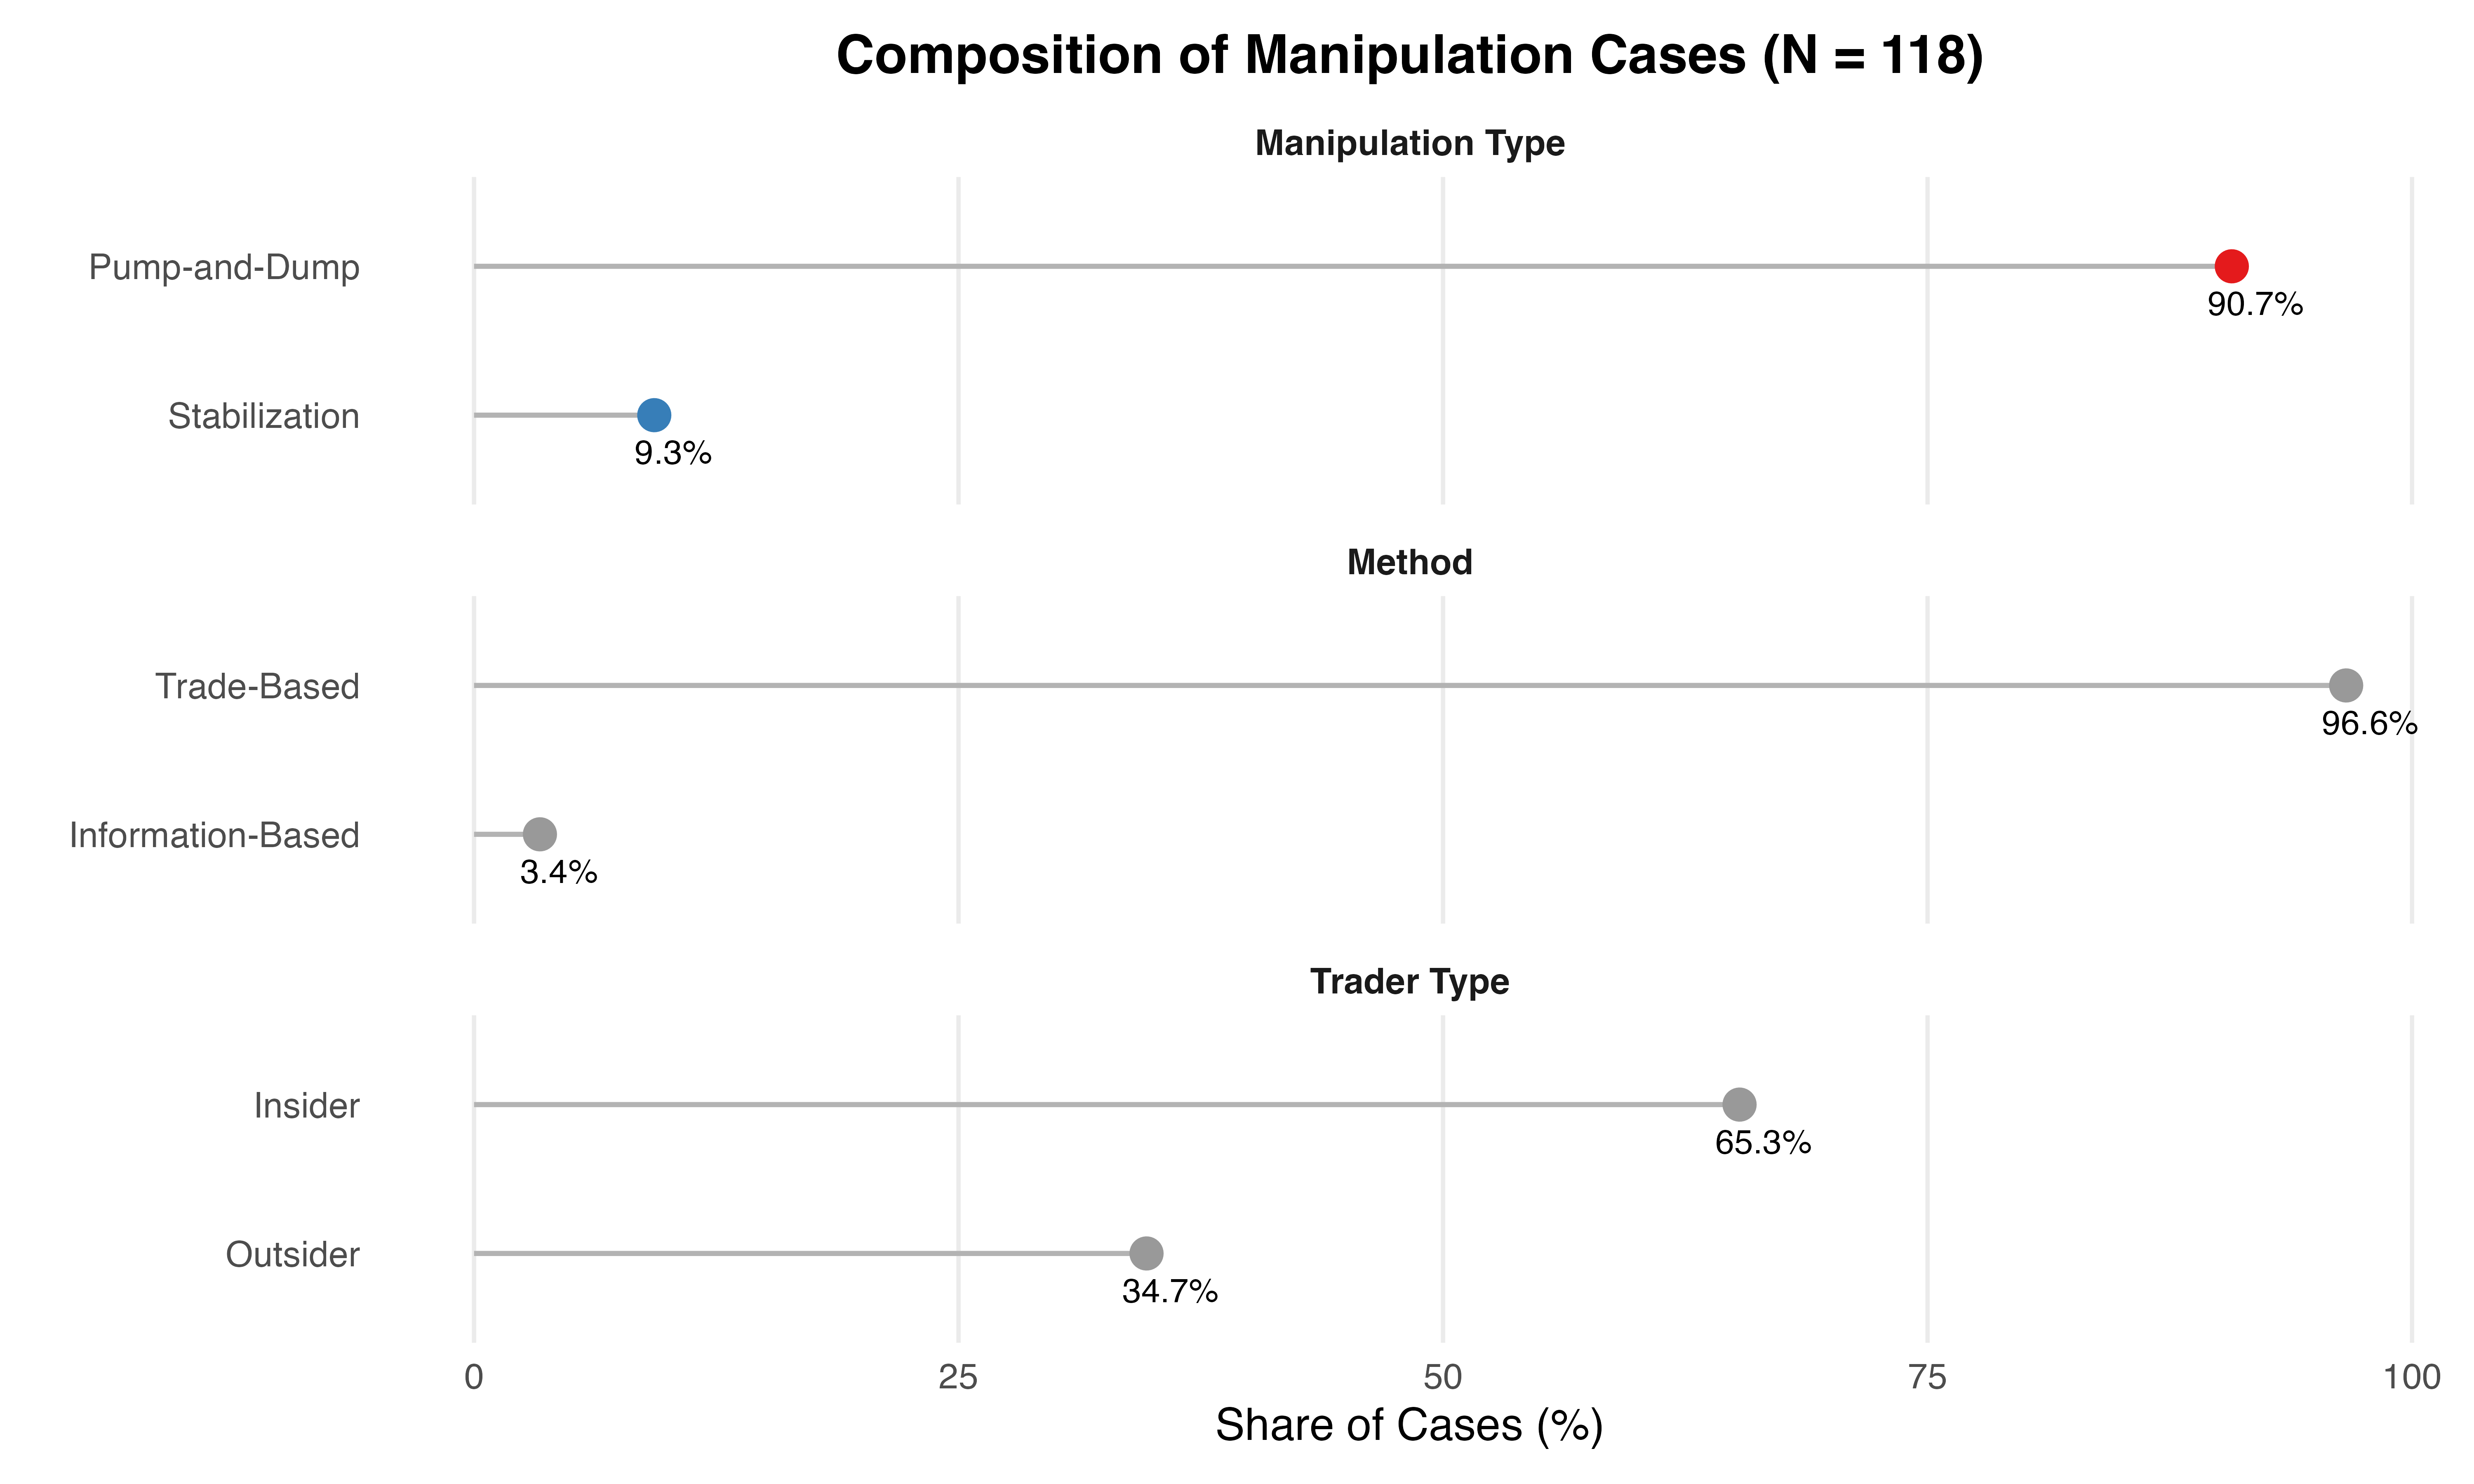 Composition of Manipulation Cases (N = 118)
Manipulation Type
Pump-and-Dump
90.7%
Stabilization
9.3%
Method
Trade-Based
96.6%
Information-Based
3.4%
Trader Type
Insider
65.3%
Outsider
34.7%
0 25 50 75 100
Share of Cases (%)